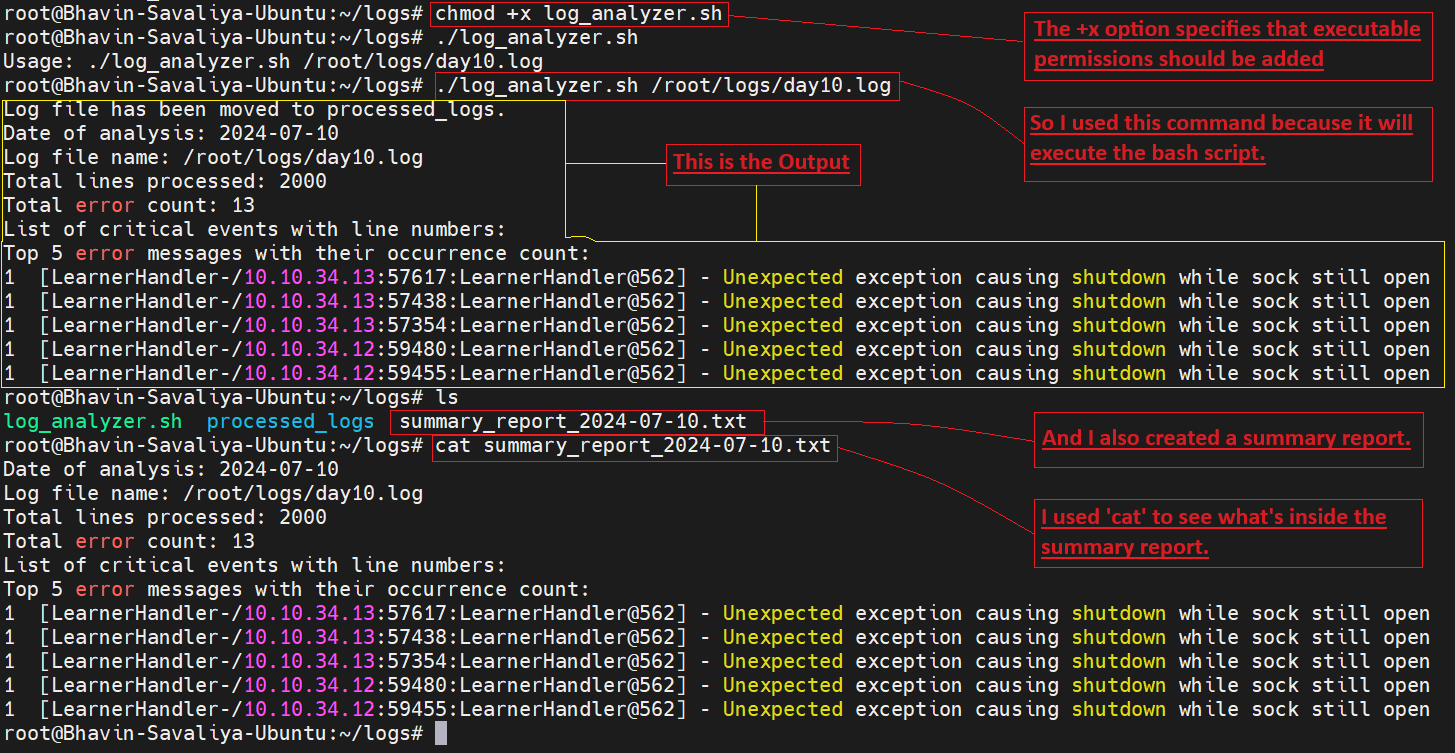 root@Bhavin-Savaliya-Ubuntu:~/logs# chmod +x log_analyzer.sh
root@Bhavin-Savaliya-Ubuntu:~/logs# ./log_analyzer.sh
Usage: ./log_analyzer.sh /root/logs/day10.log
root@Bhavin-Savaliya-Ubuntu:~/logs# ./log_analyzer.sh /root/logs/day10.log
Log file has been moved to processed_logs.
Date of analysis: 2024-07-10
Log file name: /root/logs/day10.log
Total lines processed: 2000
Total error count: 13
List of critical events with line numbers:
Top 5 error messages with their occurrence count:
1  [LearnerHandler-/10.10.34.13:57617:LearnerHandler@562] - Unexpected exception causing shutdown while sock still open
1  [LearnerHandler-/10.10.34.13:57438:LearnerHandler@562] - Unexpected exception causing shutdown while sock still open
1  [LearnerHandler-/10.10.34.13:57354:LearnerHandler@562] - Unexpected exception causing shutdown while sock still open
1  [LearnerHandler-/10.10.34.12:59480:LearnerHandler@562] - Unexpected exception causing shutdown while sock still open
1  [LearnerHandler-/10.10.34.12:59455:LearnerHandler@562] - Unexpected exception causing shutdown while sock still open
root@Bhavin-Savaliya-Ubuntu:~/logs# ls
log_analyzer.sh  processed_logs  summary_report_2024-07-10.txt
root@Bhavin-Savaliya-Ubuntu:~/logs# cat summary_report_2024-07-10.txt
Date of analysis: 2024-07-10
Log file name: /root/logs/day10.log
Total lines processed: 2000
Total error count: 13
List of critical events with line numbers:
Top 5 error messages with their occurrence count:
1  [LearnerHandler-/10.10.34.13:57617:LearnerHandler@562] - Unexpected exception causing shutdown while sock still open
1  [LearnerHandler-/10.10.34.13:57438:LearnerHandler@562] - Unexpected exception causing shutdown while sock still open
1  [LearnerHandler-/10.10.34.13:57354:LearnerHandler@562] - Unexpected exception causing shutdown while sock still open
1  [LearnerHandler-/10.10.34.12:59480:LearnerHandler@562] - Unexpected exception causing shutdown while sock still open
1  [LearnerHandler-/10.10.34.12:59455:LearnerHandler@562] - Unexpected exception causing shutdown while sock still open
root@Bhavin-Savaliya-Ubuntu:~/logs#
The +x option specifies that executable
permissions should be added
So I used this command because it will
execute the bash script.
This is the Output
And I also created a summary report.
I used 'cat' to see what's inside the
summary report.